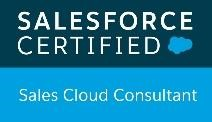 SALESFORCE
CERTIFIED
Sales Cloud Consultant